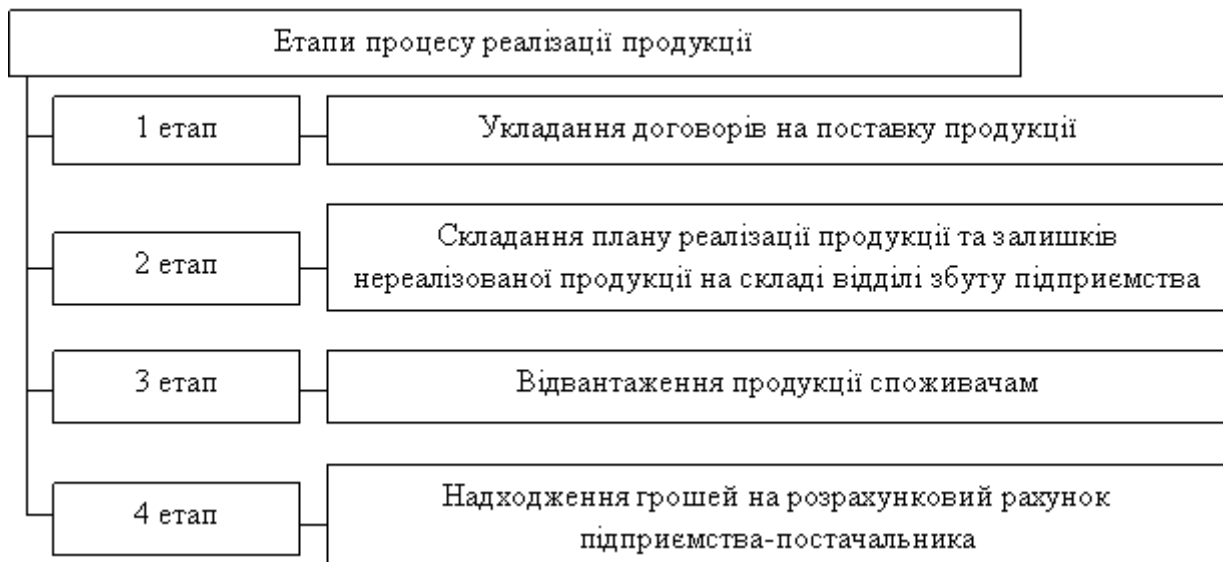 Етапи процесу реалізації продукції
1 етап
Укладання договорів на поставку продукції
2 етап
Складання плану реалізації продукції та залишків
нереалізованої продукції на складі відділі збуту підприємства
3 етап
Відвантаження продукції споживачам
4 етап
Надходження грошей на розрахунковий рахунок
підприємства-постачальника